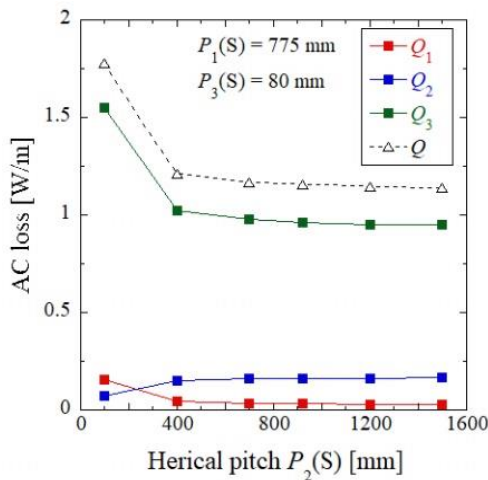 2
P₁(S) = 775 mm
P₃(S) = 80 mm
Q₁
Q₂
Q₃
Q
1.5
1
0.5
0
AC loss [W/m]
0 400 800 1200 1600
Herical pitch P₂(S) [mm]